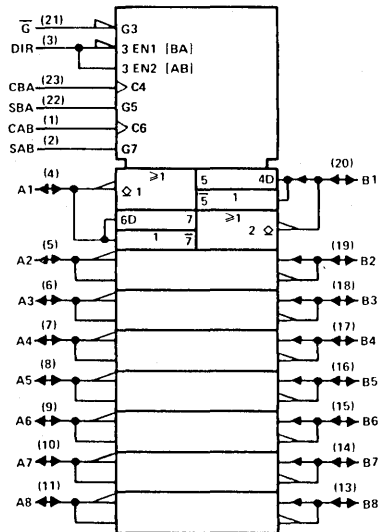 G̅ (21) G3
DIR (3) 3 EN1 [BA]
3 EN2 [AB]
CBA (23) C4
SBA (22) G5
CAB (1) C6
SAB (2) G7
A1 (4) ≥1 5 4D (20) B1
◇ 1 5̅ 1
6D 7 ≥1
1 7̅ 2 ◇
A2 (5) (19) B2
A3 (6) (18) B3
A4 (7) (17) B4
A5 (8) (16) B5
A6 (9) (15) B6
A7 (10) (14) B7
A8 (11) (13) B8